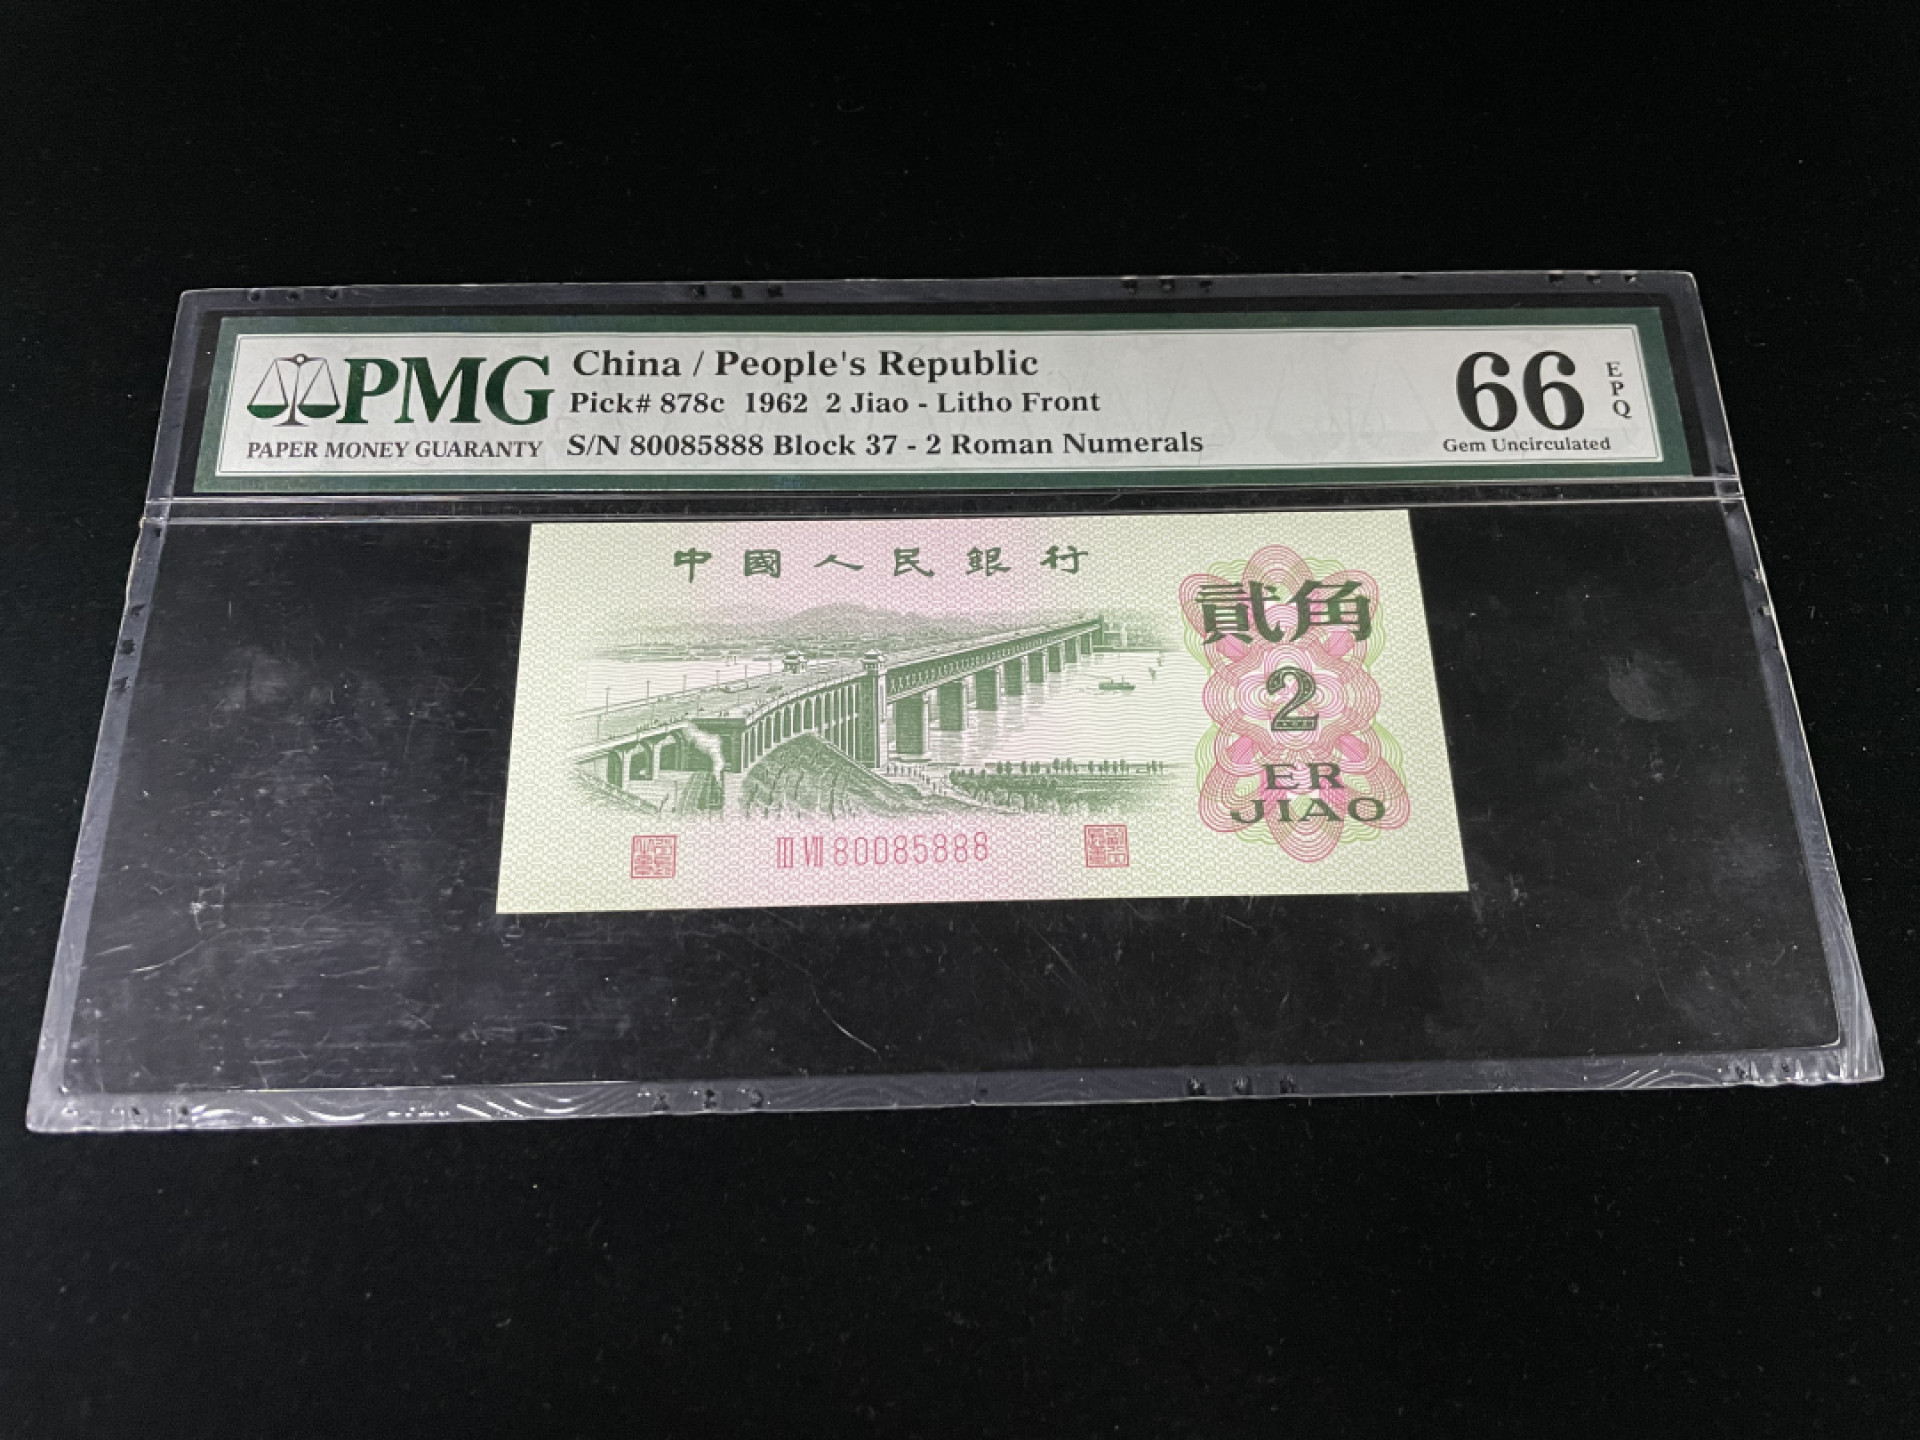 PMG
PAPER MONEY GUARANTY
China / People's Republic
Pick# 878c 1962 2 Jiao - Litho Front
S/N 80085888 Block 37 - 2 Roman Numerals
66
EPQ
Gem Uncirculated
中國人民銀行
貳角
2
ER
JIAO
III VII 80085888